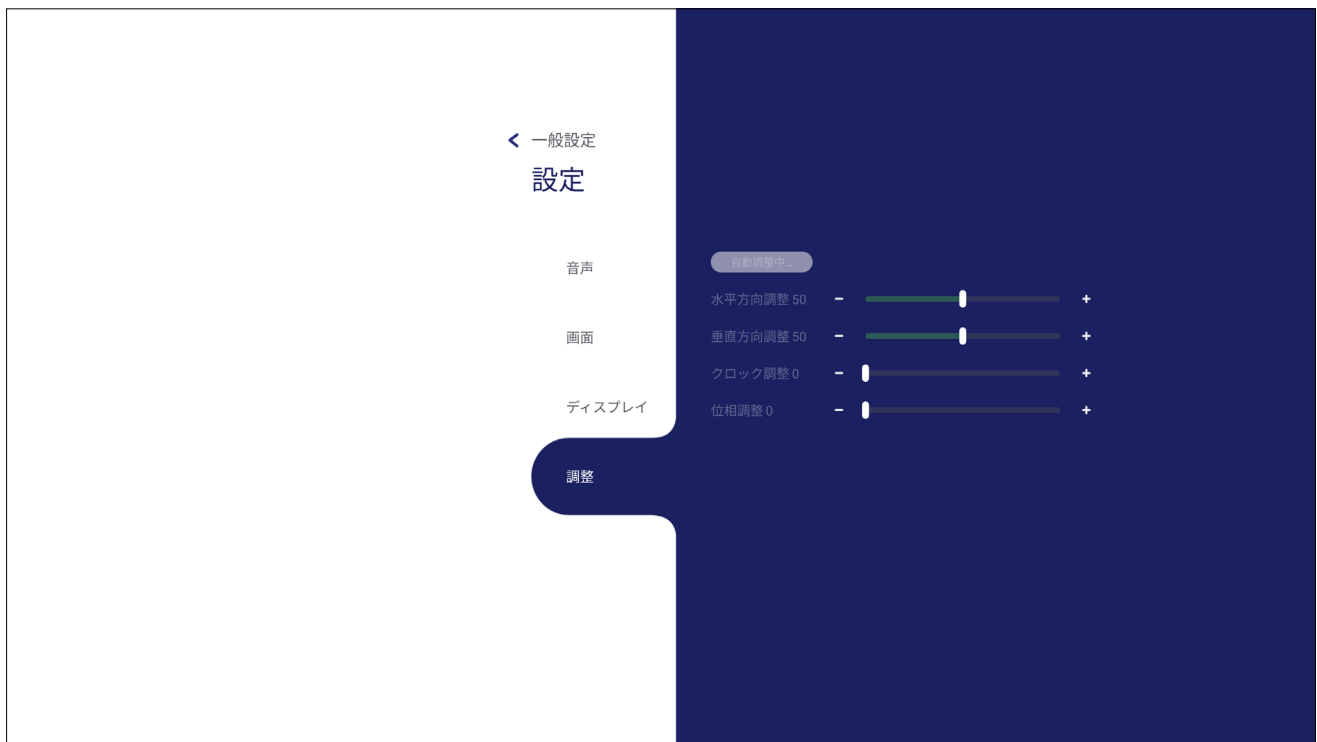 一般設定
設定
音声
画面
ディスプレイ
調整
自動調整中...
水平方向調整 50
垂直方向調整 50
クロック調整 0
位相調整 0